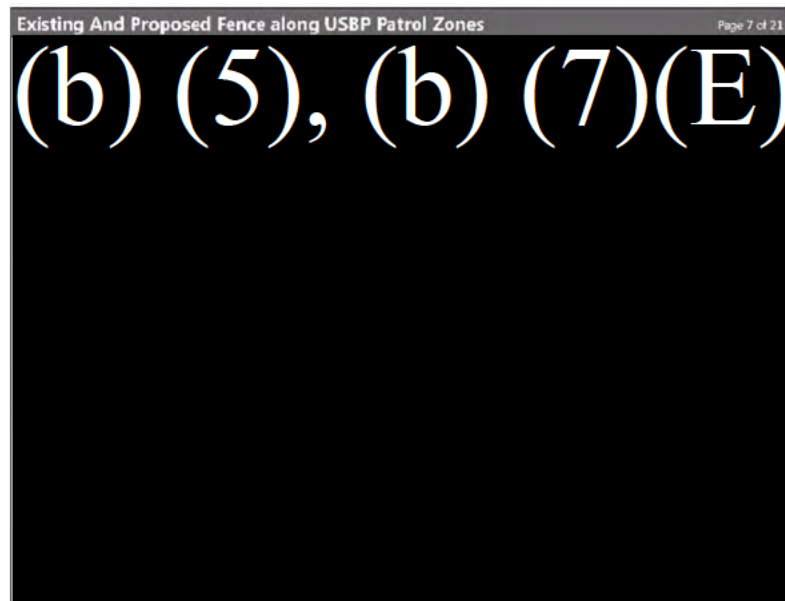 Existing And Proposed Fence along USBP Patrol Zones
Page 7 of 21
(b) (5), (b) (7)(E)